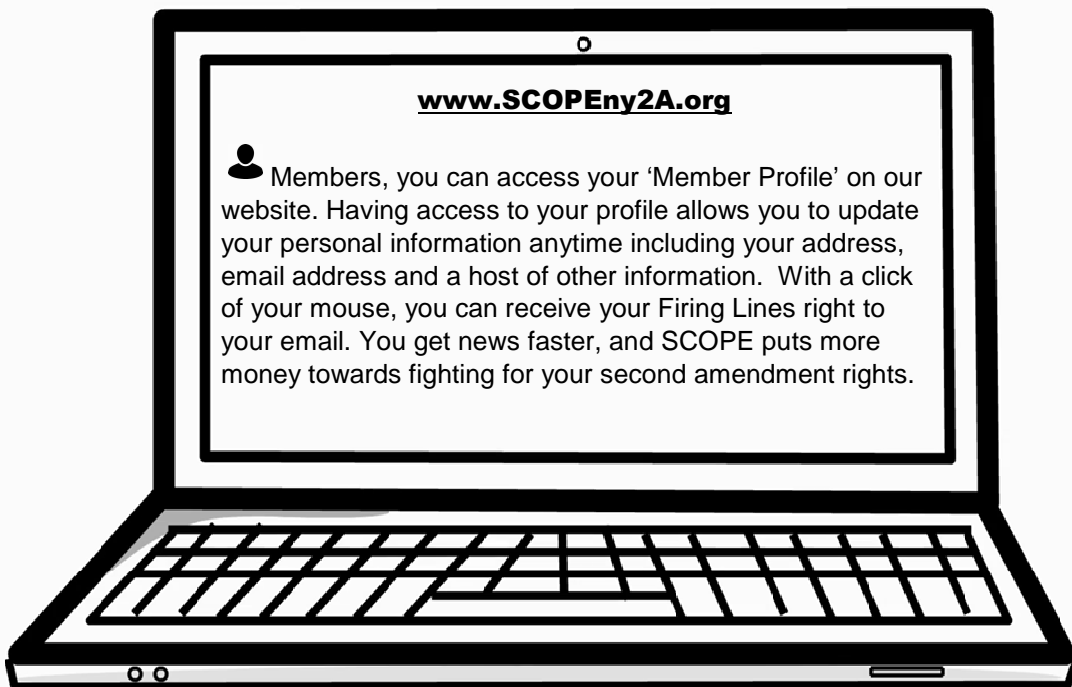 www.SCOPEny2A.org
Members, you can access your ‘Member Profile’ on our
website. Having access to your profile allows you to update
your personal information anytime including your address,
email address and a host of other information.  With a click
of your mouse, you can receive your Firing Lines right to
your email. You get news faster, and SCOPE puts more
money towards fighting for your second amendment rights.